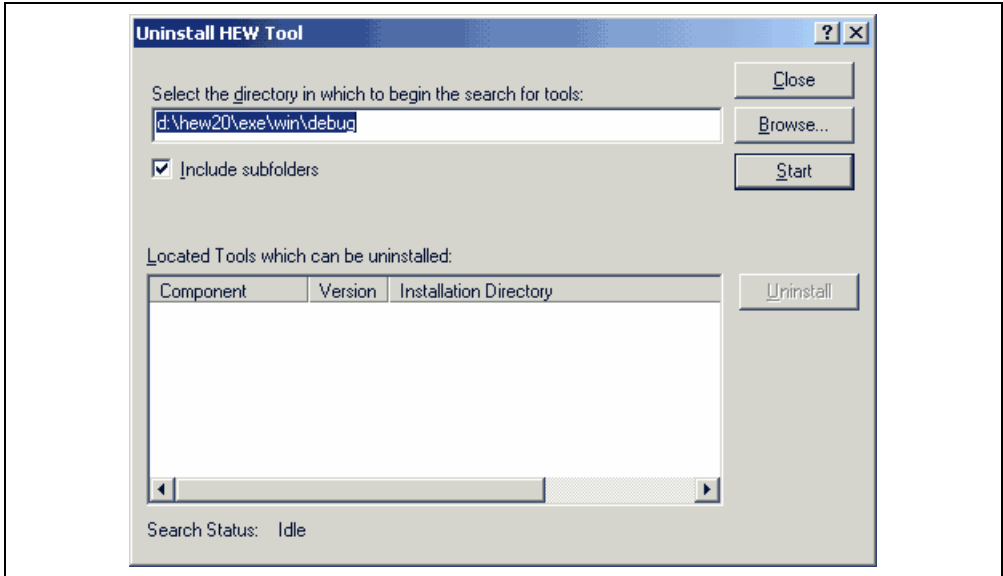 Uninstall HEW Tool
Select the directory in which to begin the search for tools:
Close
d:\hew20\exe\win\debug
Browse...
Include subfolders
Start
Located Tools which can be uninstalled:
Component Version Installation Directory
Uninstall
Search Status: Idle